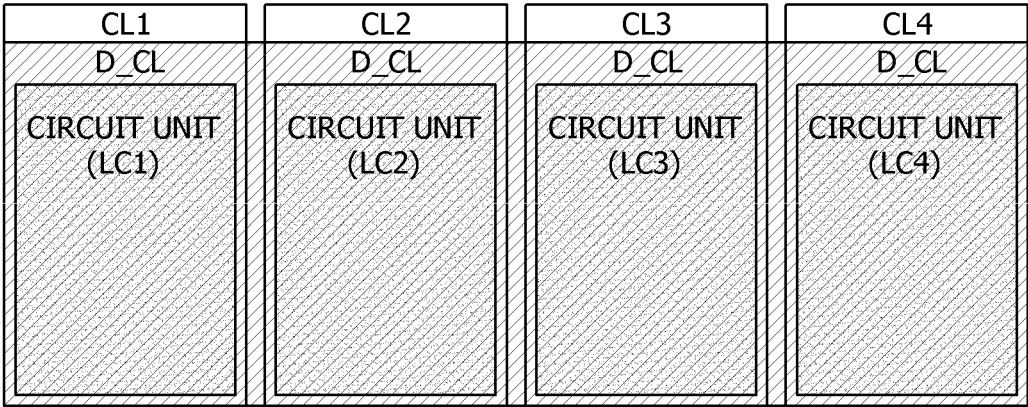 CL1 CL2 CL3 CL4
D_CL D_CL D_CL D_CL
CIRCUIT UNIT CIRCUIT UNIT CIRCUIT UNIT CIRCUIT UNIT
(LC1) (LC2) (LC3) (LC4)